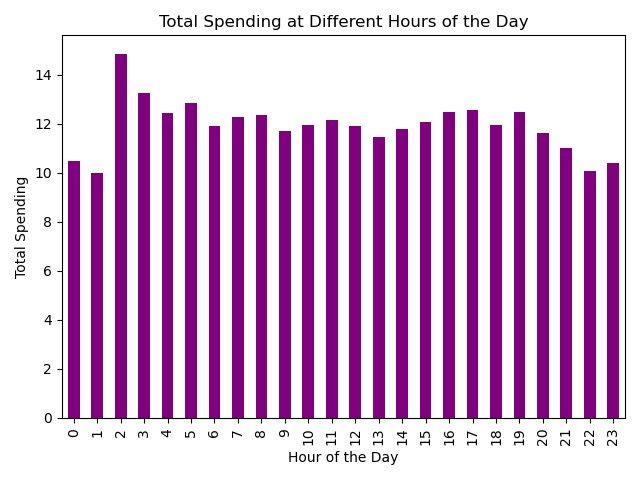 Total Spending at Different Hours of the Day
Total Spending
14
12
10
8
6
4
2
0
0 1 2 3 4 5 6 7 8 9 10 11 12 13 14 15 16 17 18 19 20 21 22 23
Hour of the Day